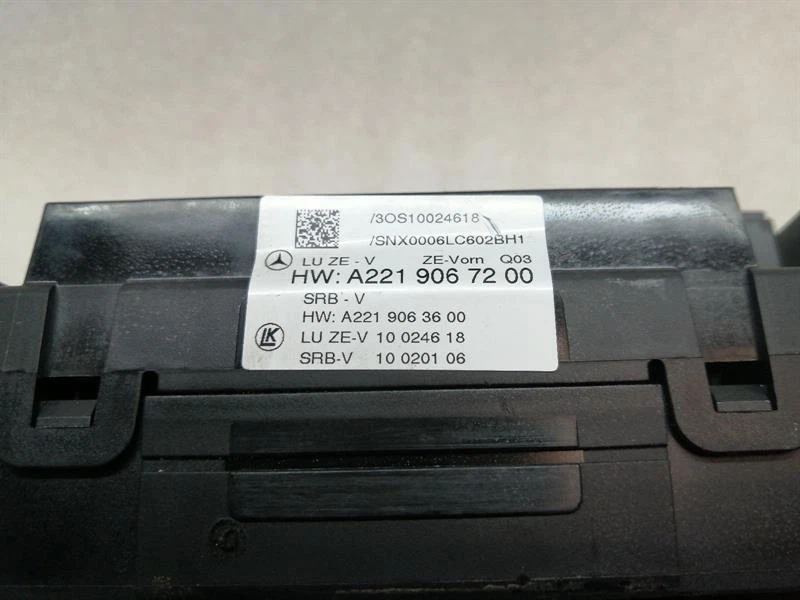 /3OS10024618
/SNX0006LC602BH1
LU ZE - V ZE-Vorn Q03
HW: A221 906 72 00
SRB - V
HW: A221 906 36 00
LK
LU ZE-V 10 0246 18
SRB-V 10 0201 06